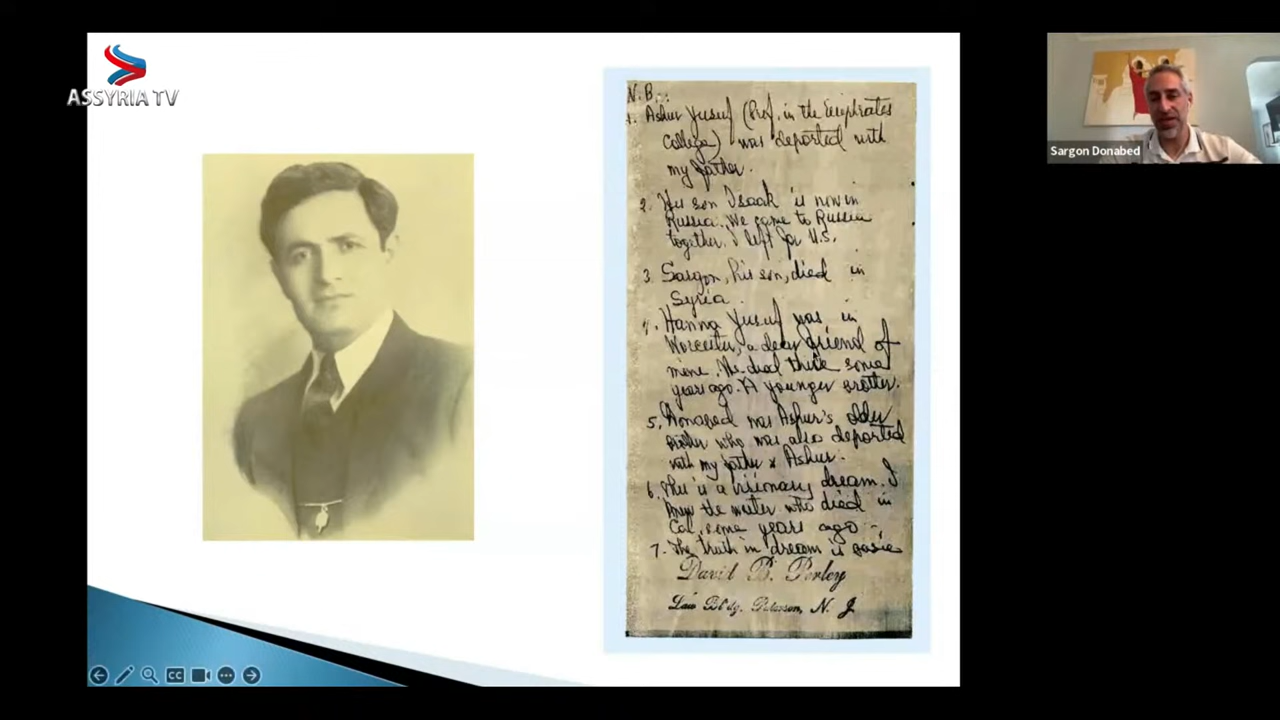 ASSYRIA TV
Sargon Donabed
N.B.:
1. Ashur Yusuf (Prof. in the Euphrates
College) was deported with
my father.
2. His son Isaak is now in
Russia. We came to Russia
together. I left for U.S.
3. Sargon, his son, died in
Syria.
4. Hanna Yusuf was in
Worcester, a dear friend of
mine. He died there some
years ago. A younger brother.
5. Donabed was Ashur's older
brother who was also deported
with my father & Ashur.
6. This is a visionary dream. I
knew the writer who died in
Cal. some years ago.
7. The truth in dream is
David B. Perley
Law Bldg. Paterson, N. J.
CC